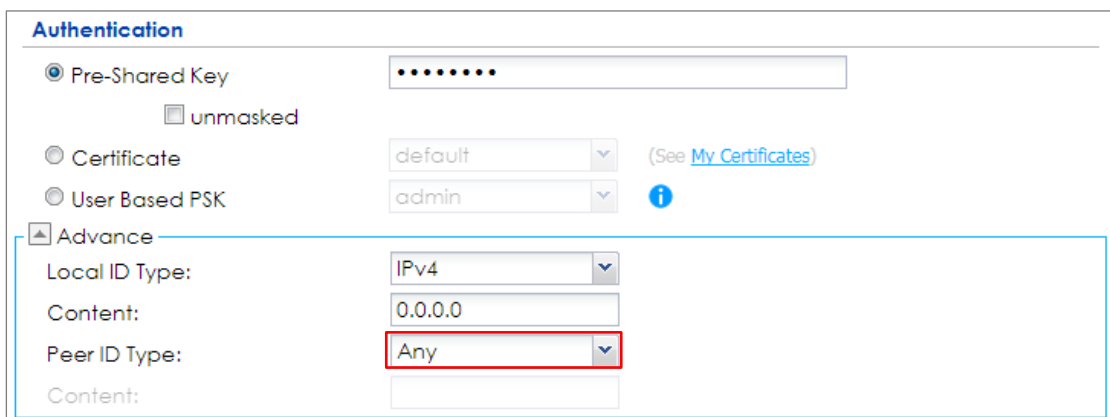 Authentication
Pre-Shared Key ••••••••
unmasked
Certificate default (See My Certificates)
User Based PSK admin
Advance
Local ID Type: IPv4
Content: 0.0.0.0
Peer ID Type: Any
Content: